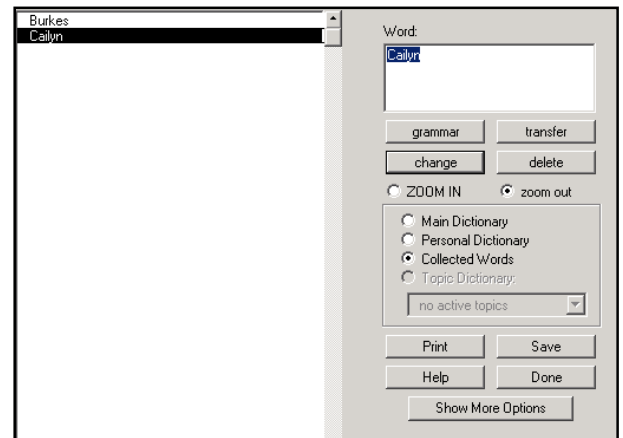 Burkes
Cailyn
Word:
Cailyn
grammar transfer
change delete
ZOOM IN zoom out
Main Dictionary
Personal Dictionary
Collected Words
Topic Dictionary:
no active topics
Print Save
Help Done
Show More Options